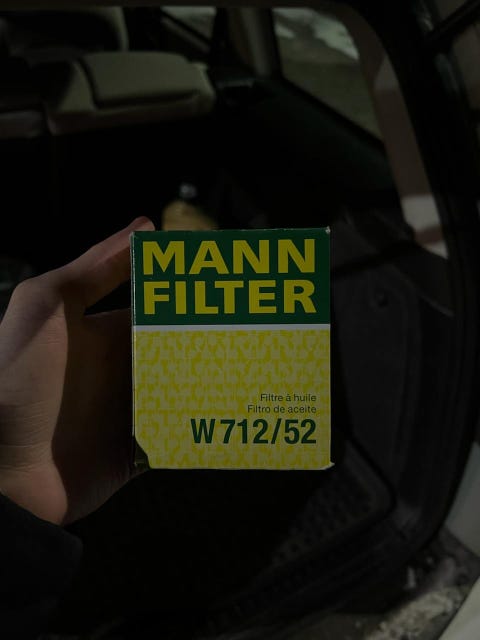 MANN
FILTER
Filtre à huile
Filtro de aceite
W 712/52